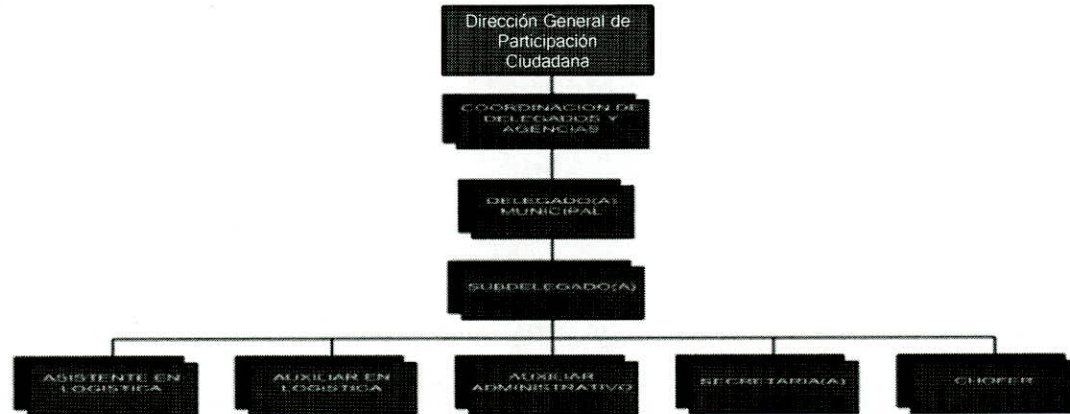 Dirección General de
Participación
Ciudadana
COORDINACION DE
DELEGADOS Y
AGENCIAS
DELEGADO(A)
MUNICIPAL
SUBDELEGADO(A)
ASISTENTE EN
LOGISTICA
AUXILIAR EN
LOGISTICA
AUXILIAR
ADMINISTRATIVO
SECRETARIA(A)
CHOFER